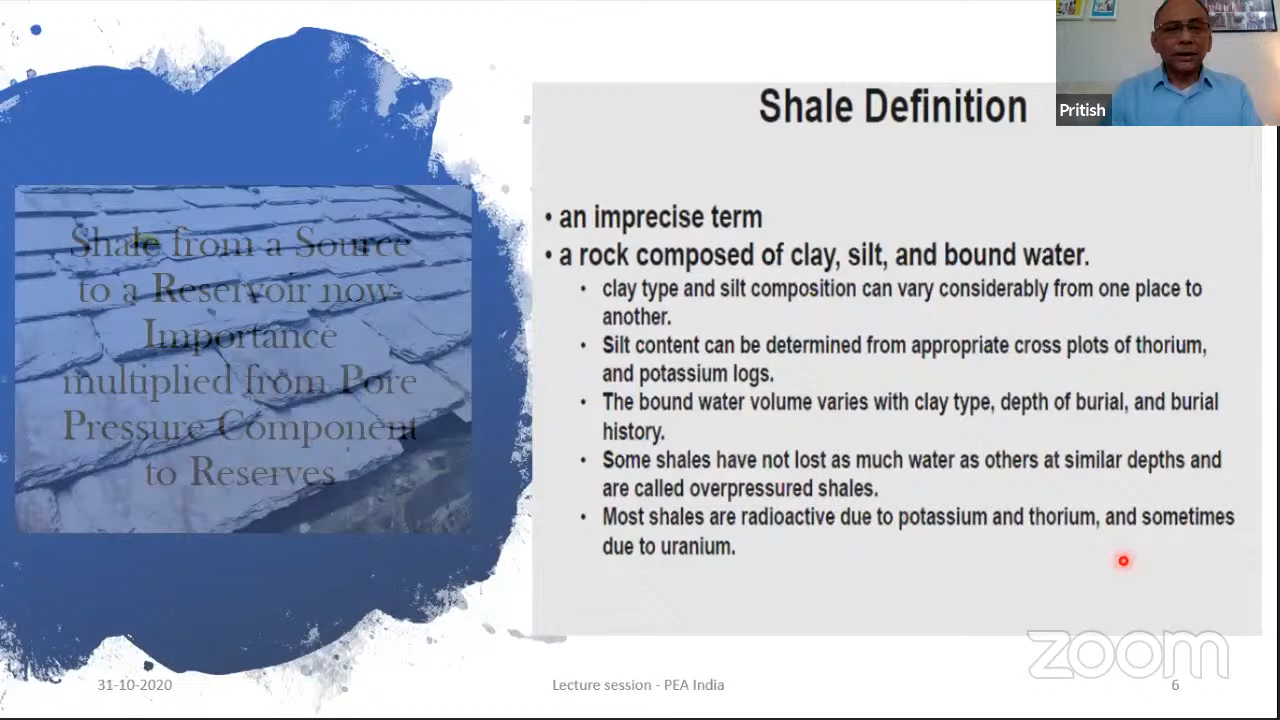 Pritish
Shale Definition
Shale from a Source
to a Reservoir now-
Importance
multiplied from Pore
Pressure Component
to Reserves
• an imprecise term
• a rock composed of clay, silt, and bound water.
• clay type and silt composition can vary considerably from one place to
another.
• Silt content can be determined from appropriate cross plots of thorium,
and potassium logs.
• The bound water volume varies with clay type, depth of burial, and burial
history.
• Some shales have not lost as much water as others at similar depths and
are called overpressured shales.
• Most shales are radioactive due to potassium and thorium, and sometimes
due to uranium.
zoom
31-10-2020
Lecture session - PEA India
6